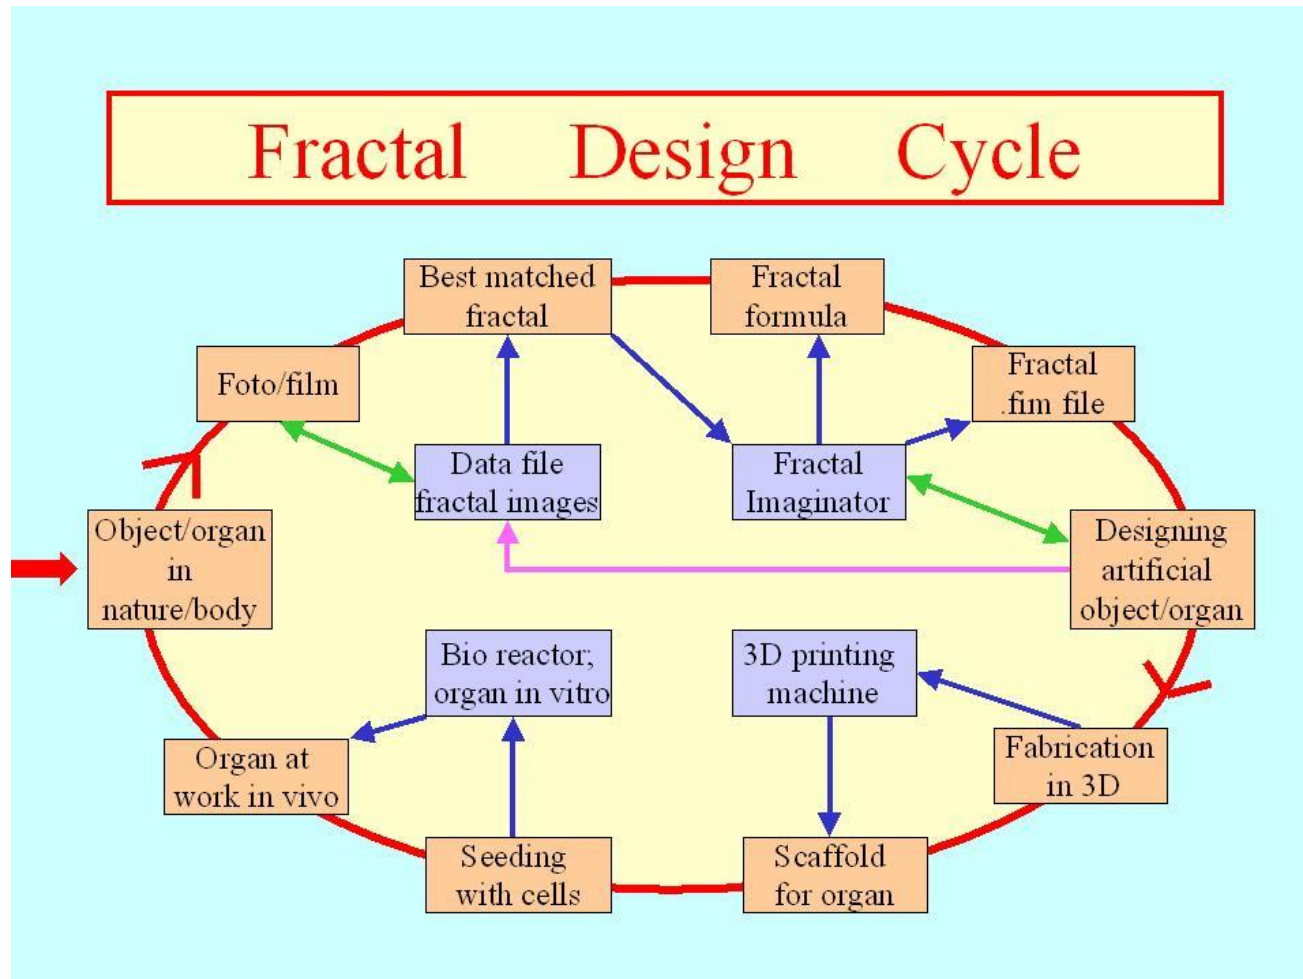 Fractal Design Cycle
Best matched
fractal
Fractal
formula
Foto/film
Fractal
.fim file
Data file
fractal images
Fractal
Imaginator
Object/organ
in
nature/body
Designing
artificial
object/organ
Bio reactor;
organ in vitro
3D printing
machine
Organ at
work in vivo
Fabrication
in 3D
Seeding
with cells
Scaffold
for organ